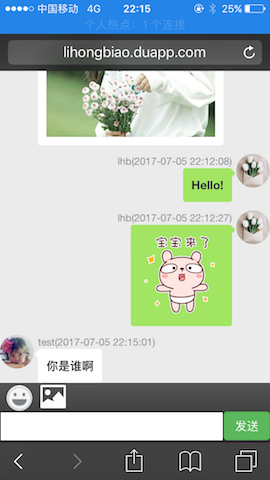 中国移动 4G 22:15 25%
个人热点：1 个连接
lihongbiao.duapp.com
lhb(2017-07-05 22:12:08)
Hello!
lhb(2017-07-05 22:12:27)
宝宝来了
test(2017-07-05 22:15:01)
你是谁啊
发送